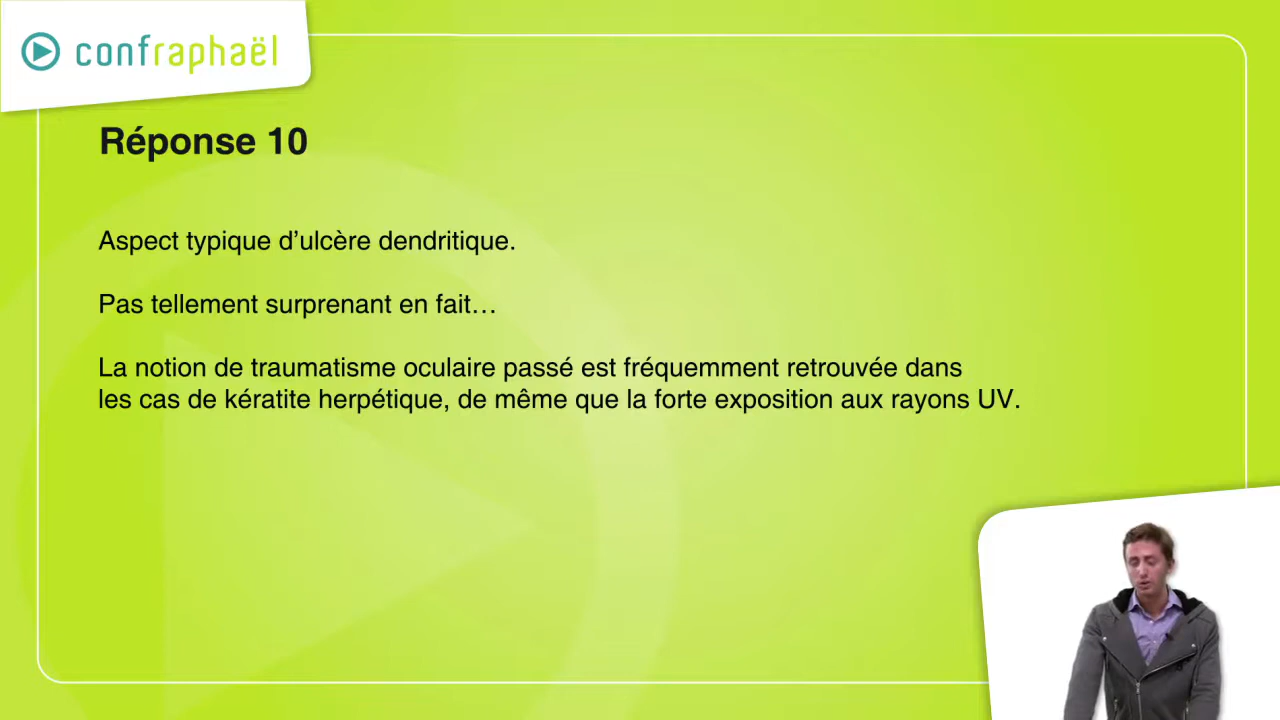 confraphaël
Réponse 10
Aspect typique d’ulcère dendritique.
Pas tellement surprenant en fait…
La notion de traumatisme oculaire passé est fréquemment retrouvée dans
les cas de kératite herpétique, de même que la forte exposition aux rayons UV.